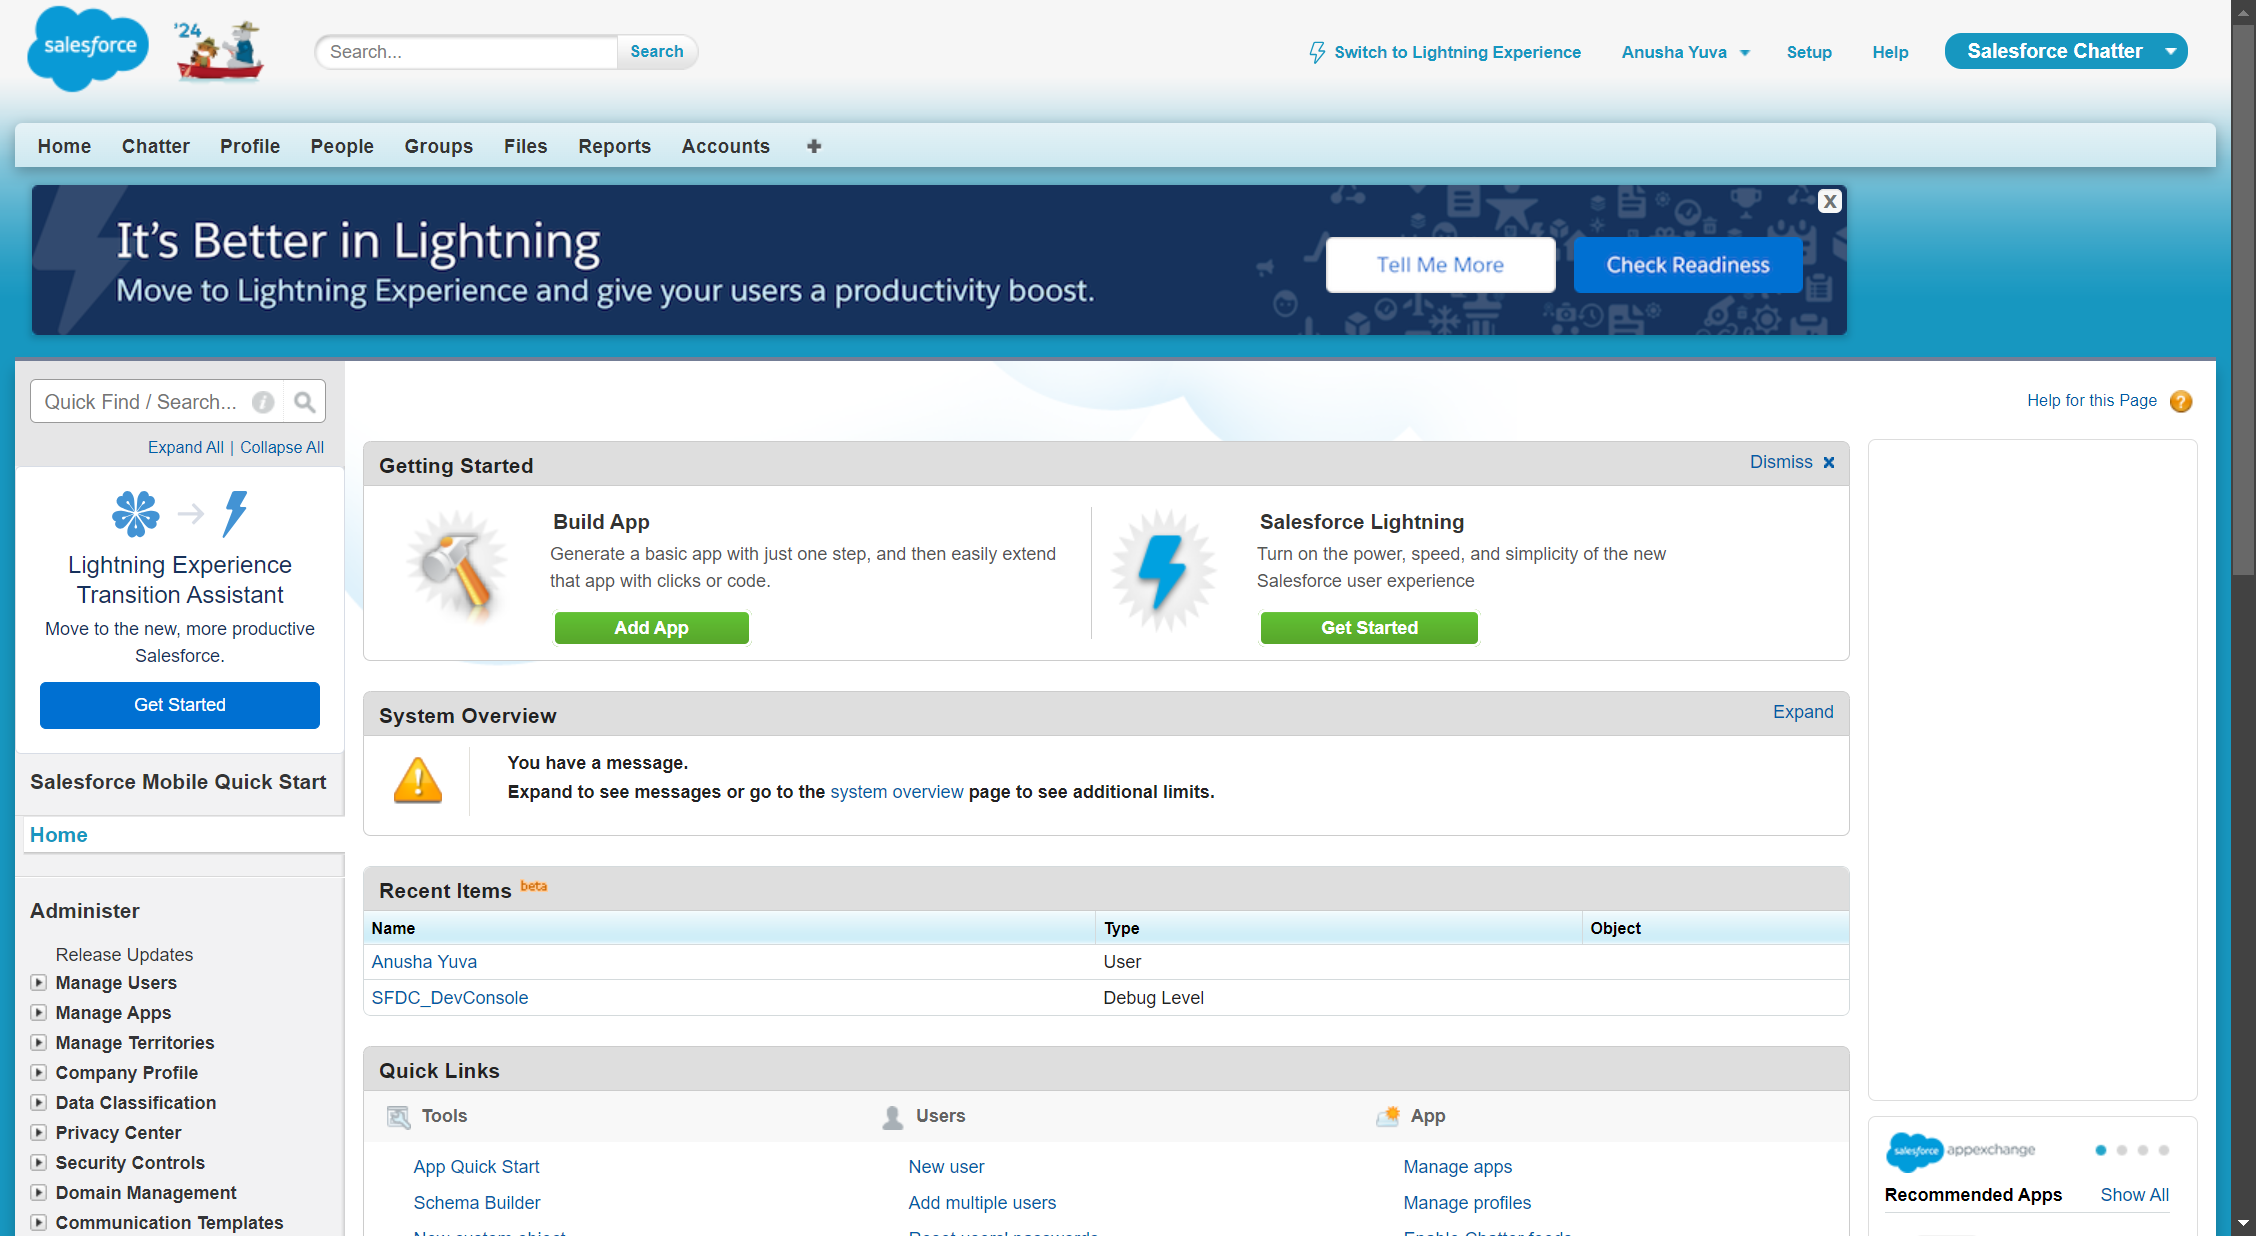 salesforce
'24
Search...
Search
Switch to Lightning Experience
Anusha Yuva
Setup
Help
Salesforce Chatter
Home
Chatter
Profile
People
Groups
Files
Reports
Accounts
It's Better in Lightning
Move to Lightning Experience and give your users a productivity boost.
Tell Me More
Check Readiness
X
Quick Find / Search...
Expand All | Collapse All
Lightning Experience
Transition Assistant
Move to the new, more productive
Salesforce.
Get Started
Salesforce Mobile Quick Start
Home
Administer
Release Updates
Manage Users
Manage Apps
Manage Territories
Company Profile
Data Classification
Privacy Center
Security Controls
Domain Management
Communication Templates
Help for this Page
Getting Started
Dismiss
Build App
Generate a basic app with just one step, and then easily extend
that app with clicks or code.
Add App
Salesforce Lightning
Turn on the power, speed, and simplicity of the new
Salesforce user experience
Get Started
System Overview
Expand
You have a message.
Expand to see messages or go to the system overview page to see additional limits.
Recent Items beta
Name Type Object
Anusha Yuva User
SFDC_DevConsole Debug Level
Quick Links
Tools
App Quick Start
Schema Builder
New custom object
Users
New user
Add multiple users
Reset users' passwords
App
Manage apps
Manage profiles
Enable Chatter feeds
salesforce appexchange
Recommended Apps
Show All